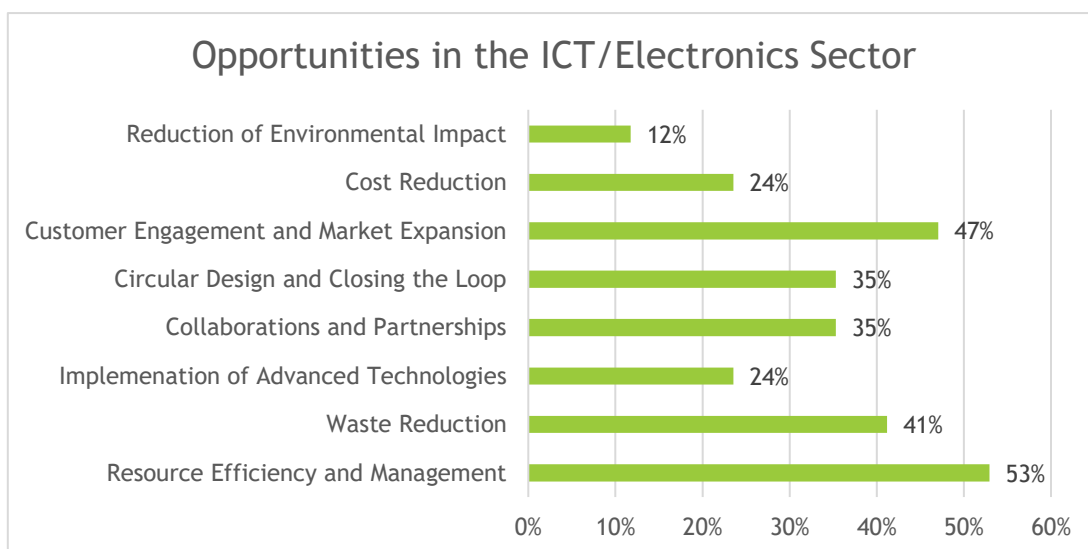 Opportunities in the ICT/Electronics Sector
Reduction of Environmental Impact 12%
Cost Reduction 24%
Customer Engagement and Market Expansion 47%
Circular Design and Closing the Loop 35%
Collaborations and Partnerships 35%
Implemenation of Advanced Technologies 24%
Waste Reduction 41%
Resource Efficiency and Management 53%
0% 10% 20% 30% 40% 50% 60%